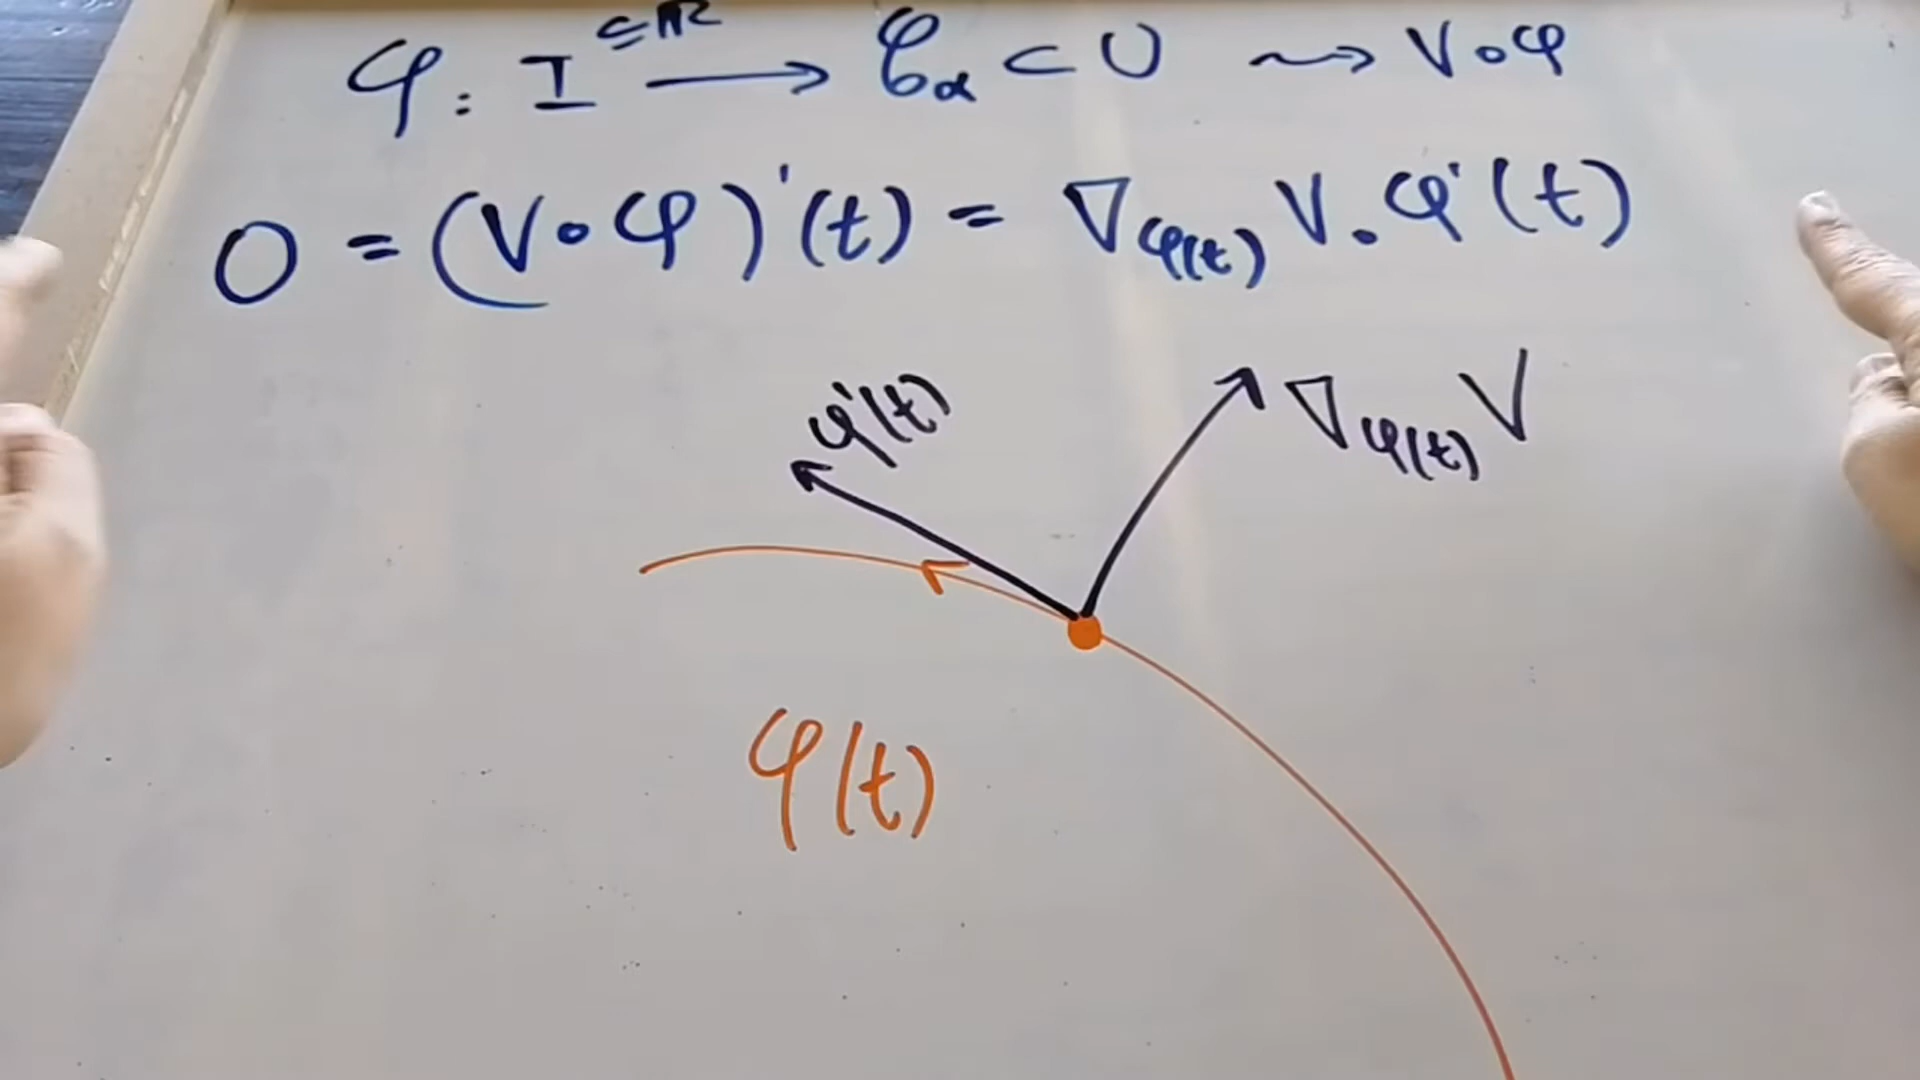 φ : I ⊆ℝ ⟶ 𝒞α ⊂ U ⇝ V∘φ
0 = (V∘φ)'(t) = ∇φ(t) V . φ'(t)
φ'(t)
∇φ(t) V
φ(t)